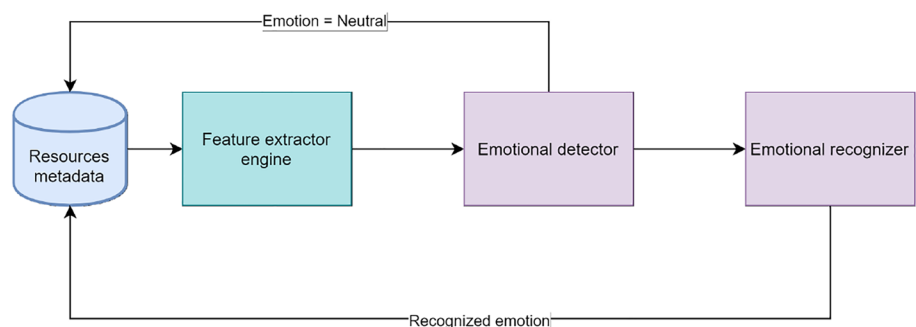 Emotion = Neutral
Resources
metadata
Feature extractor
engine
Emotional detector
Emotional recognizer
Recognized emotion